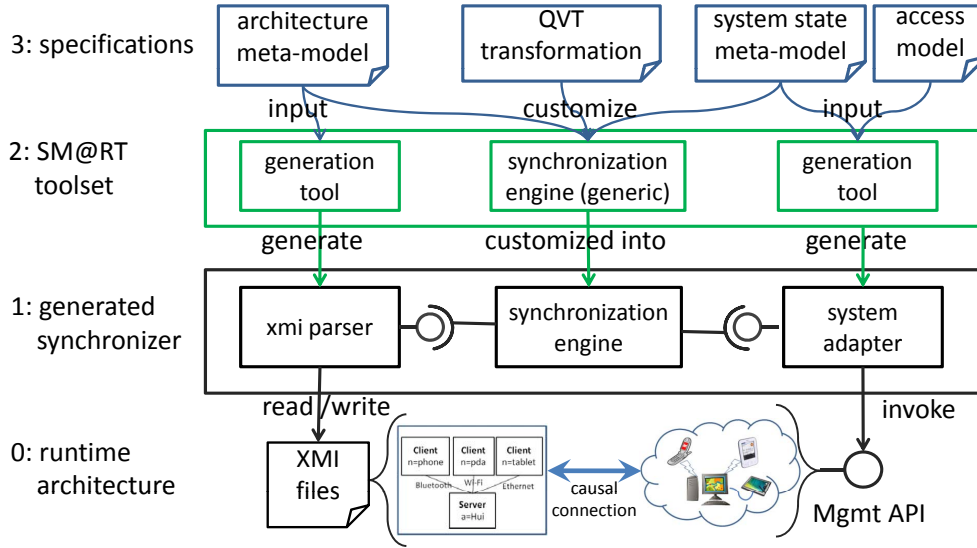 3: specifications
architecture
meta-model
QVT
transformation
system state
meta-model
access
model
input
customize
input
2: SM@RT
toolset
generation
tool
synchronization
engine (generic)
generation
tool
generate
customized into
generate
1: generated
synchronizer
xmi parser
synchronization
engine
system
adapter
read /write
invoke
0: runtime
architecture
XMI
files
Client
n=phone
Client
n=pda
Client
n=tablet
Bluetooth
Wi-Fi
Ethernet
Server
a=Hui
causal
connection
Mgmt API